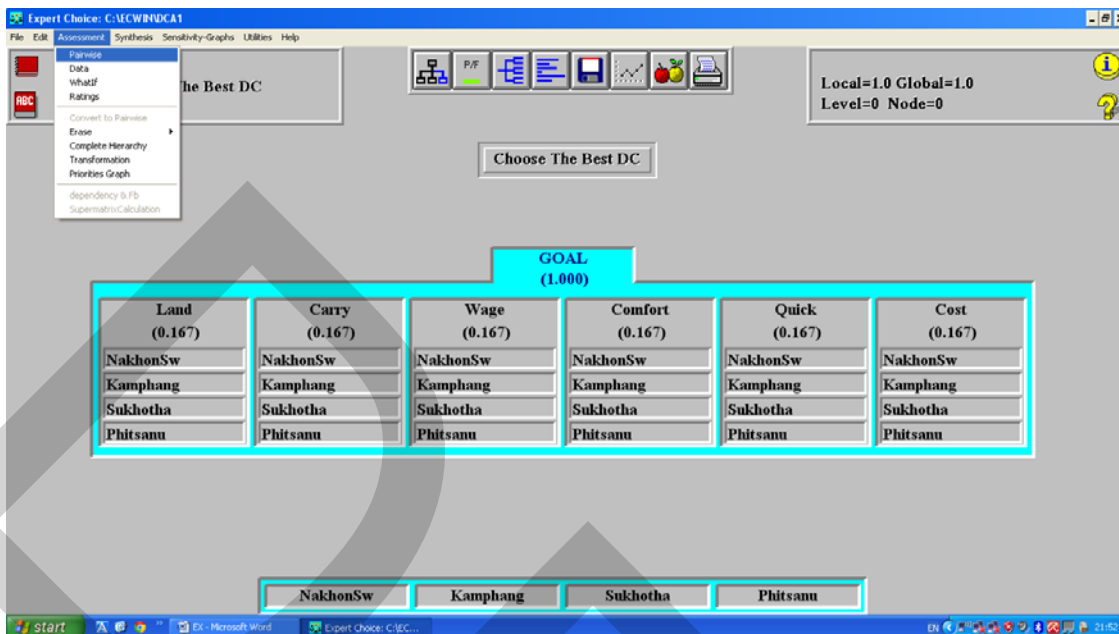 Expert Choice: C:\ECWIN\DCA1
File Edit Assessment Synthesis Sensitivity-Graphs Utilities Help
Pairwise
Data
WhatIf
Ratings
Convert to Pairwise
Erase
Complete Hierarchy
Transformation
Priorities Graph
dependency & Fb
SupermatrixCalculation
ABC
he Best DC
P/F
Local=1.0 Global=1.0
Level=0 Node=0
Choose The Best DC
GOAL
(1.000)
Land Carry Wage Comfort Quick Cost
(0.167) (0.167) (0.167) (0.167) (0.167) (0.167)
NakhonSw NakhonSw NakhonSw NakhonSw NakhonSw NakhonSw
Kamphang Kamphang Kamphang Kamphang Kamphang Kamphang
Sukhotha Sukhotha Sukhotha Sukhotha Sukhotha Sukhotha
Phitsanu Phitsanu Phitsanu Phitsanu Phitsanu Phitsanu
NakhonSw Kamphang Sukhotha Phitsanu
start EX - Microsoft Word Expert Choice: C:\EC... EN 21:52